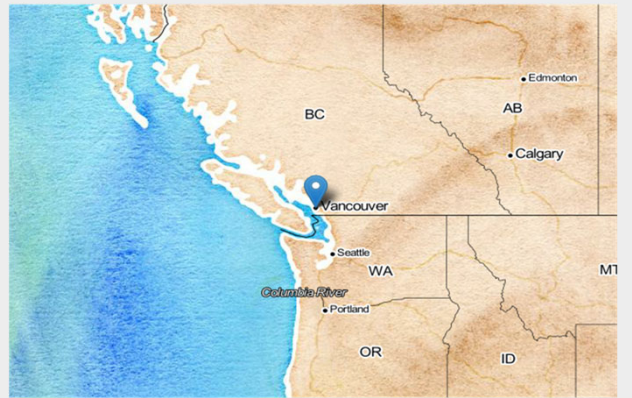 Edmonton
BC
AB
Calgary
Vancouver
Seattle
WA
MT
Columbia River
Portland
OR
ID